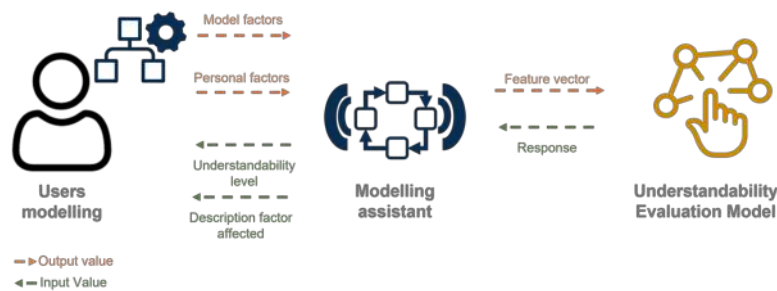 Model factors
Personal factors
Understandability
level
Description factor
affected
Users
modelling
Modelling
assistant
Feature vector
Response
Understandability
Evaluation Model
Output value
Input Value